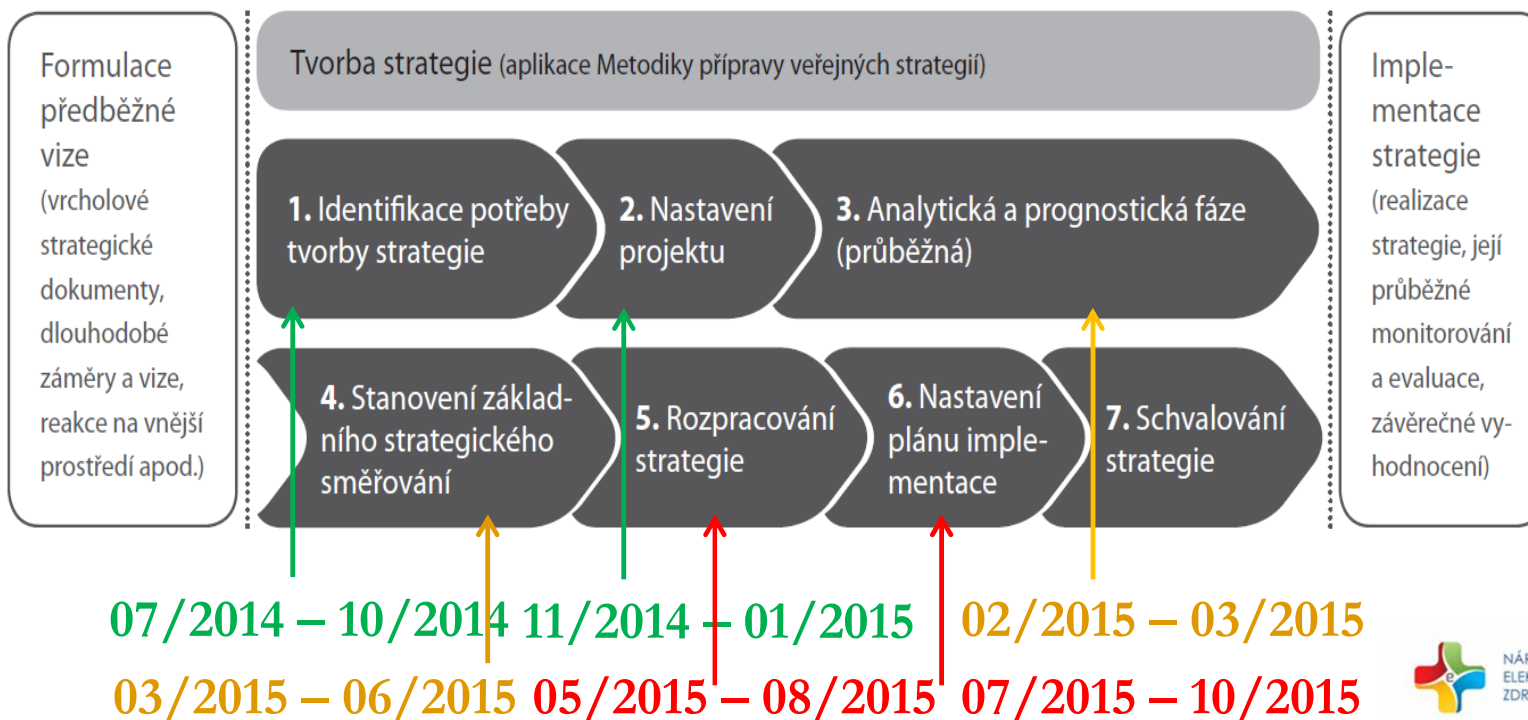 Formulace
předběžné
vize
(vrcholové
strategické
dokumenty,
dlouhodobé
záměry a vize,
reakce na vnější
prostředí apod.)
Tvorba strategie (aplikace Metodiky přípravy veřejných strategií)
1. Identifikace potřeby
tvorby strategie
2. Nastavení
projektu
3. Analytická a prognostická fáze
(průběžná)
4. Stanovení základ-
ního strategického
směřování
5. Rozpracování
strategie
6. Nastavení
plánu imple-
mentace
7. Schvalování
strategie
Imple-
mentace
strategie
(realizace
strategie, její
průběžné
monitorování
a evaluace,
závěrečné vy-
hodnocení)
07/2014 – 10/2014
11/2014 – 01/2015
02/2015 – 03/2015
03/2015 – 06/2015
05/2015 – 08/2015
07/2015 – 10/2015
e